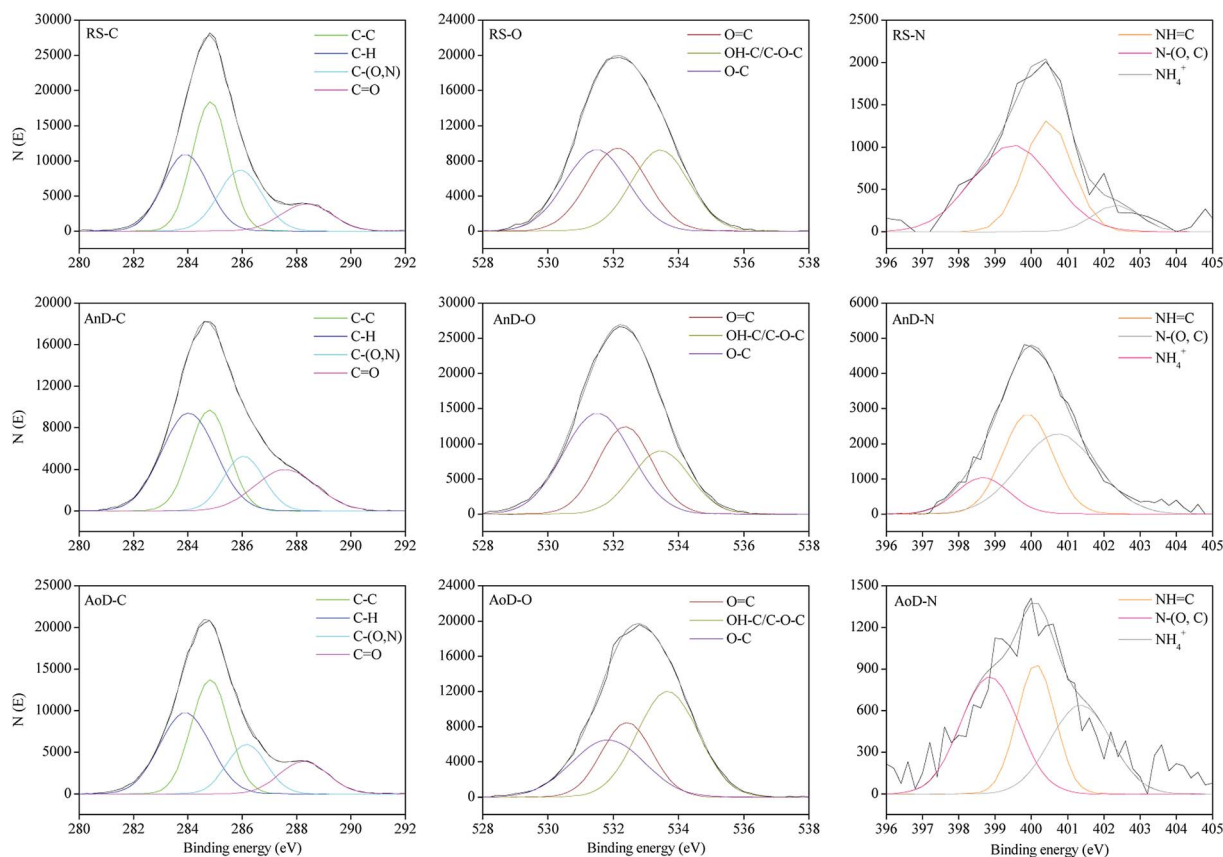 RS-C
C-C
C-H
C-(O,N)
C=O
N (E)
30000
25000
20000
15000
10000
5000
0
280 282 284 286 288 290 292
RS-O
O=C
OH-C/C-O-C
O-C
24000
20000
16000
12000
8000
4000
0
528 530 532 534 536 538
RS-N
NH=C
N-(O, C)
NH₄⁺
2500
2000
1500
1000
500
0
396 397 398 399 400 401 402 403 404 405
AnD-C
C-C
C-H
C-(O,N)
C=O
N (E)
20000
16000
12000
8000
4000
0
280 282 284 286 288 290 292
AnD-O
O=C
OH-C/C-O-C
O-C
30000
25000
20000
15000
10000
5000
0
528 530 532 534 536 538
AnD-N
NH=C
N-(O, C)
NH₄⁺
6000
5000
4000
3000
2000
1000
0
396 397 398 399 400 401 402 403 404 405
AoD-C
C-C
C-H
C-(O,N)
C=O
N (E)
25000
20000
15000
10000
5000
0
280 282 284 286 288 290 292
Binding energy (eV)
AoD-O
O=C
OH-C/C-O-C
O-C
24000
20000
16000
12000
8000
4000
0
528 530 532 534 536 538
Binding energy (eV)
AoD-N
NH=C
N-(O, C)
NH₄⁺
1500
1200
900
600
300
0
396 397 398 399 400 401 402 403 404 405
Binding energy (eV)